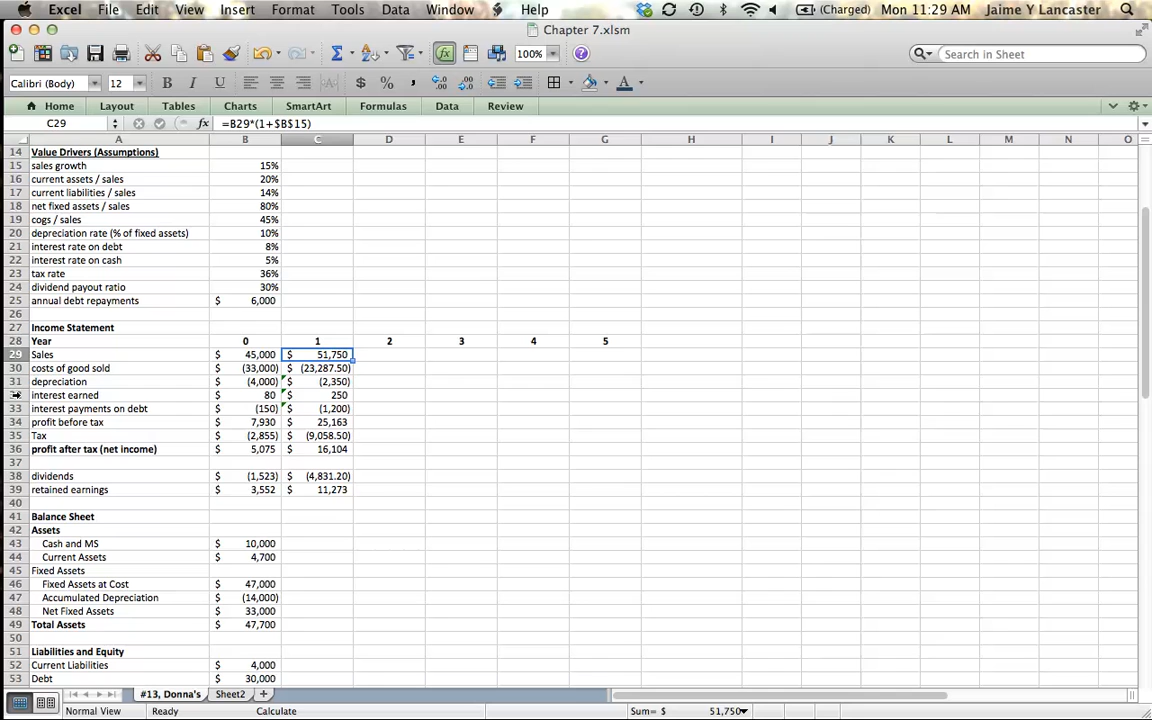 Excel File Edit View Insert Format Tools Data Window Help (Charged) Mon 11:29 AM Jaime Y Lancaster
Chapter 7.xlsm
100% Search in Sheet
Calibri (Body) 12 B I U
Home Layout Tables Charts SmartArt Formulas Data Review
C29 fx =B29*(1+$B$15)
A B C D E F G H I J K L M N O
14 Value Drivers (Assumptions)
15 sales growth 15%
16 current assets / sales 20%
17 current liabilities / sales 14%
18 net fixed assets / sales 80%
19 cogs / sales 45%
20 depreciation rate (% of fixed assets) 10%
21 interest rate on debt 8%
22 interest rate on cash 5%
23 tax rate 36%
24 dividend payout ratio 30%
25 annual debt repayments $ 6,000
26
27 Income Statement
28 Year 0 1 2 3 4 5
29 Sales $ 45,000 $ 51,750
30 costs of good sold $ (33,000) $ (23,287.50)
31 depreciation $ (4,000) $ (2,350)
interest earned $ 80 $ 250
33 interest payments on debt $ (150) $ (1,200)
34 profit before tax $ 7,930 $ 25,163
35 Tax $ (2,855) $ (9,058.50)
36 profit after tax (net income) $ 5,075 $ 16,104
37
38 dividends $ (1,523) $ (4,831.20)
39 retained earnings $ 3,552 $ 11,273
40
41 Balance Sheet
42 Assets
43 Cash and MS $ 10,000
44 Current Assets $ 4,700
45 Fixed Assets
46 Fixed Assets at Cost $ 47,000
47 Accumulated Depreciation $ (14,000)
48 Net Fixed Assets $ 33,000
49 Total Assets $ 47,700
50
51 Liabilities and Equity
52 Current Liabilities $ 4,000
53 Debt $ 30,000
#13, Donna's Sheet2
Normal View Ready Calculate Sum= $ 51,750